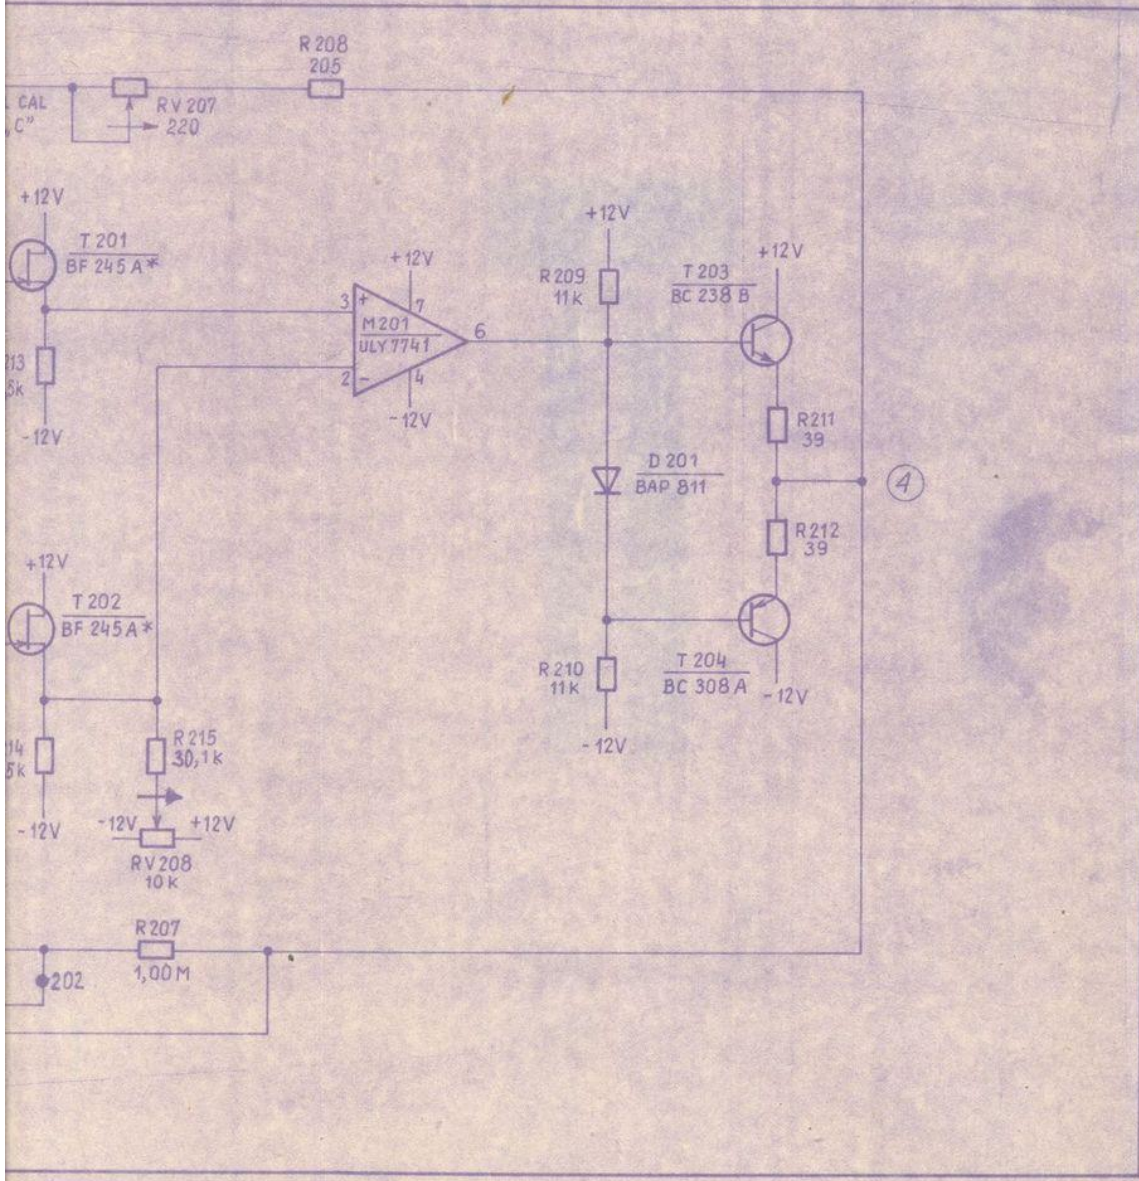 R 208
205
CAL
C"
RV 207
220
+12V
T 201
BF 245 A*
+12V
3
+
7
M201
ULY 7741
6
2
-
4
-12V
213
5k
-12V
+12V
R 209
11k
T 203
BC 238 B
+12V
R211
39
D 201
BAP 811
4
R212
39
+12V
T 202
BF 245 A*
R 210
11k
T 204
BC 308 A
-12V
-12V
14
5k
-12V
R 215
30,1k
-12V
+12V
RV 208
10 k
R 207
1,00 M
202